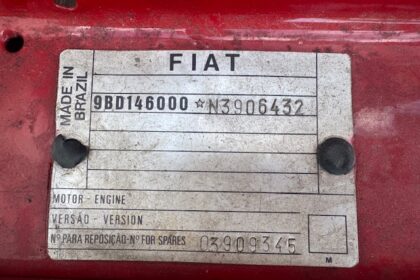 FIAT
MADE IN BRAZIL
9BD146000 ☆N3906432
MOTOR - ENGINE
VERSÃO - VERSION
Nº PARA REPOSIÇÃO-Nº FOR SPARES 03909345
M